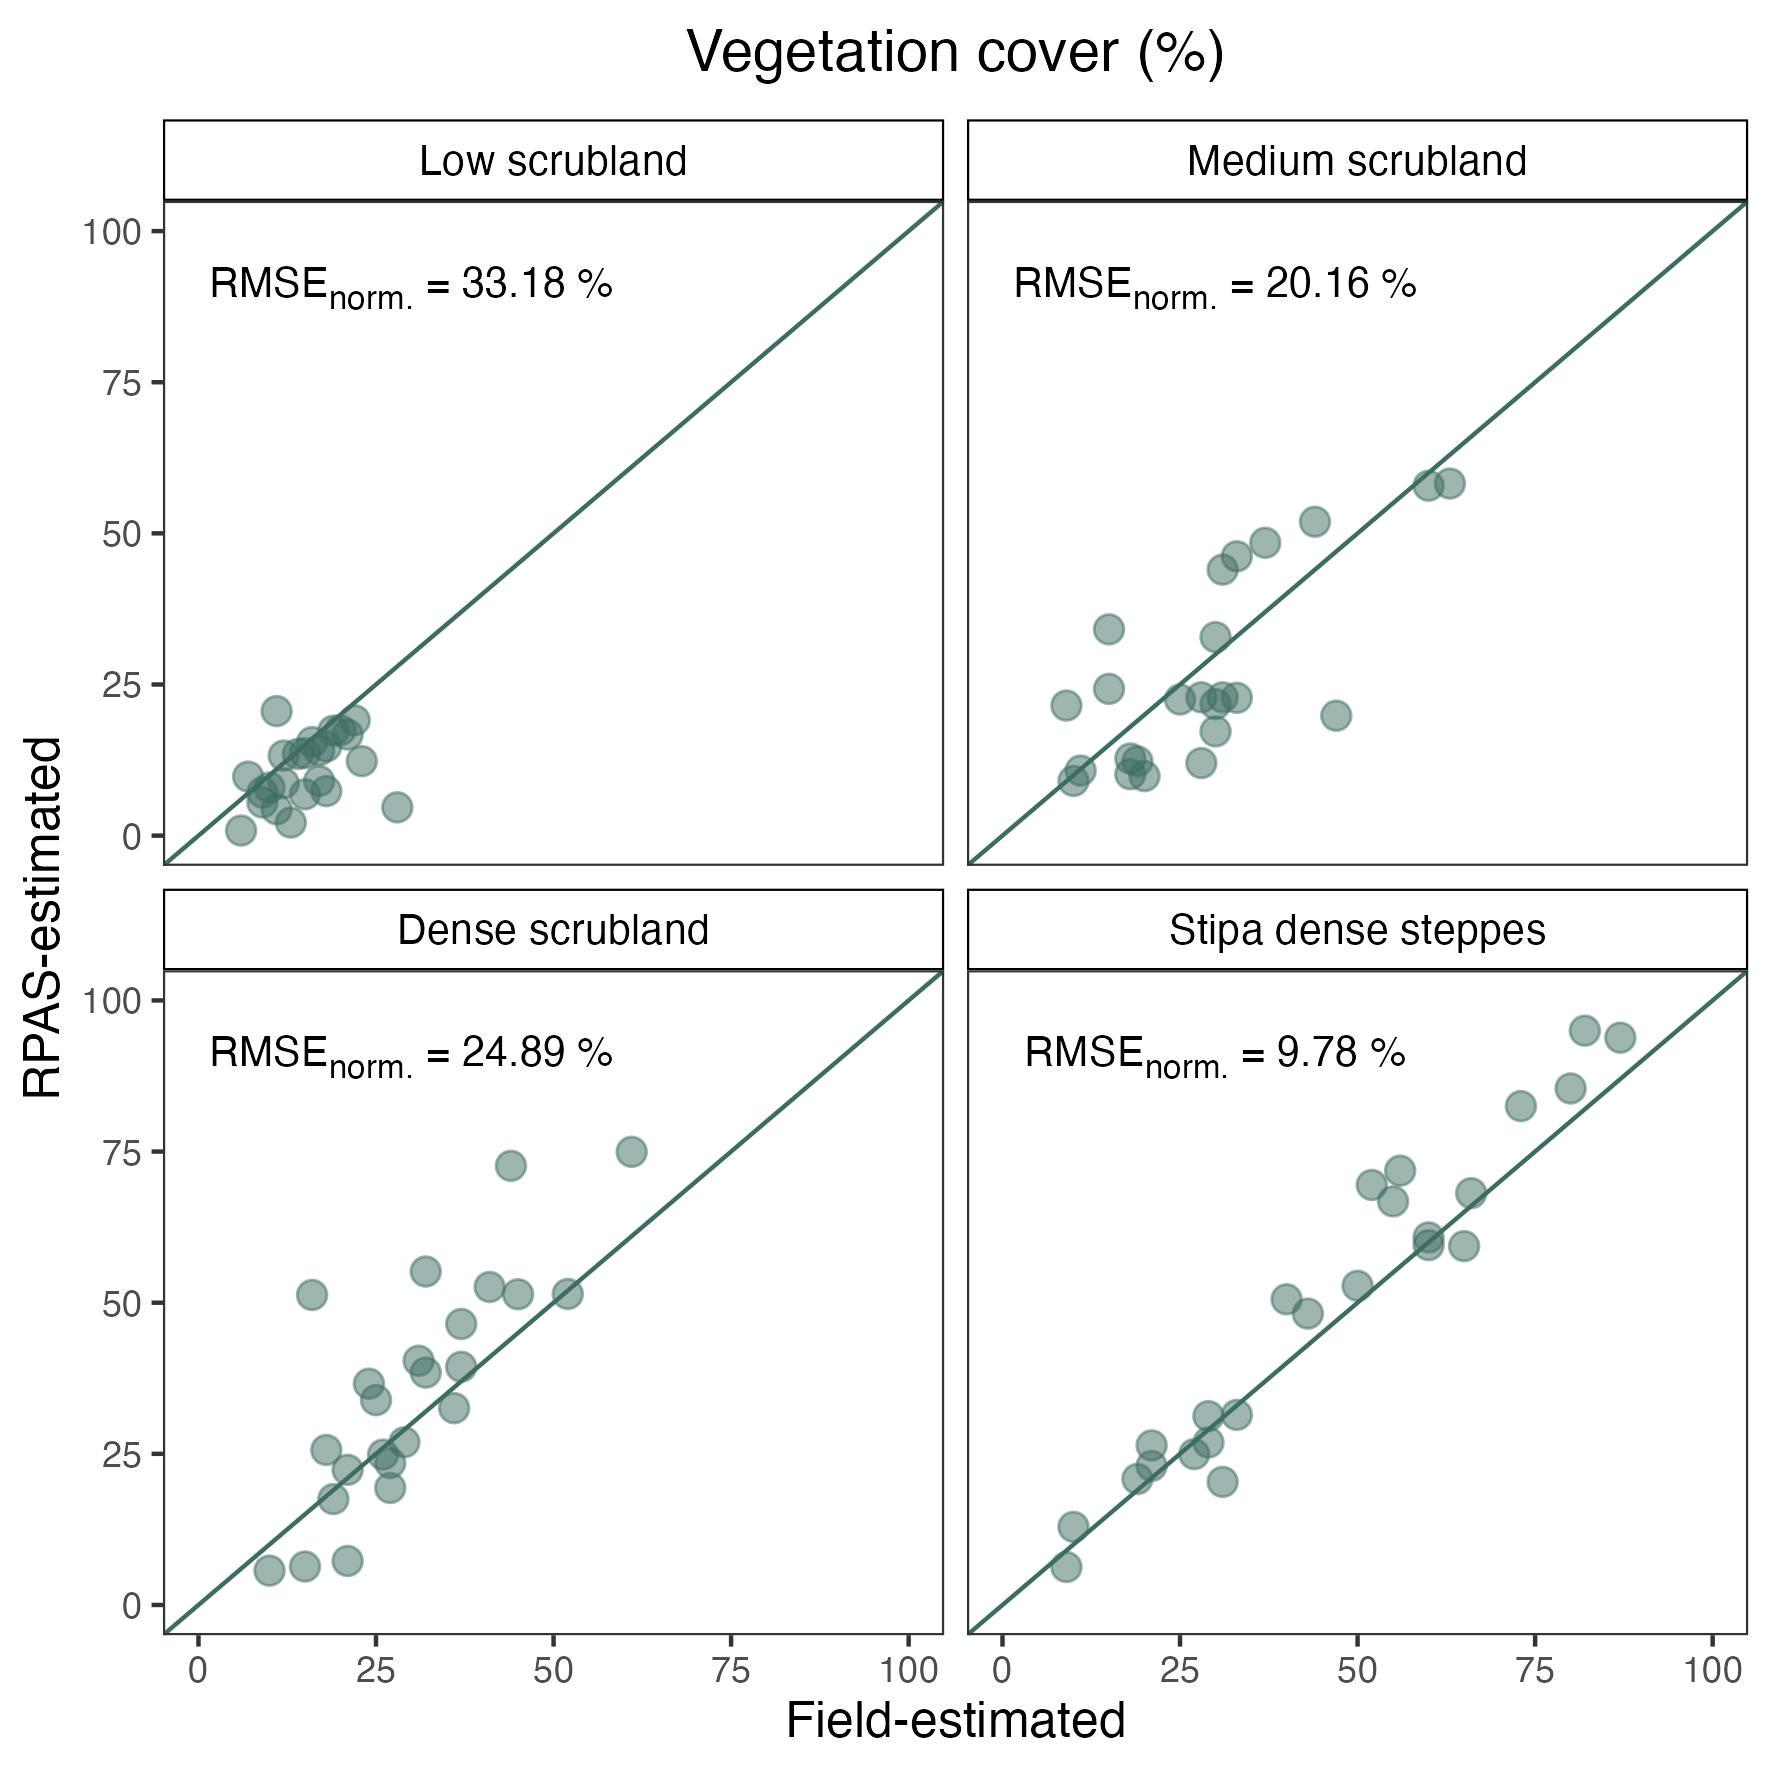 Vegetation cover (%)
Low scrubland
Medium scrubland
100
75
50
25
0
RMSEnorm. = 33.18 %
RMSEnorm. = 20.16 %
RPAS-estimated
Dense scrubland
Stipa dense steppes
100
75
50
25
0
RMSEnorm. = 24.89 %
RMSEnorm. = 9.78 %
0 25 50 75 100
0 25 50 75 100
Field-estimated